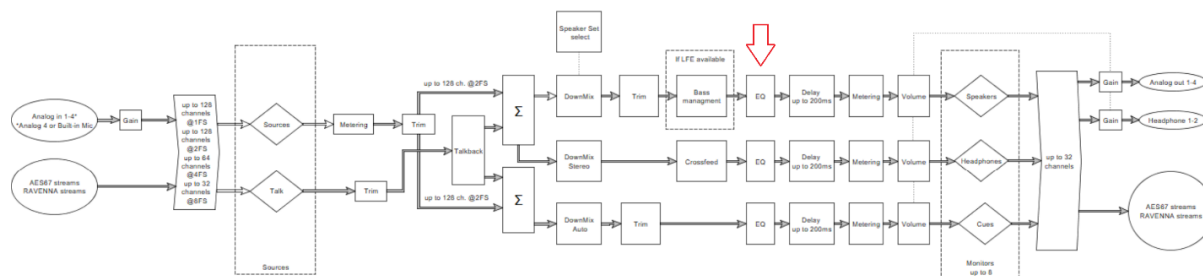 Speaker Set
select
If LFE available
up to 128 ch. @2FS
Analog in 1-4*
*Analog 4 or Built-in Mic
Gain
up to 128
channels
@1FS
up to 128
channels
@2FS
up to 64
channels
@4FS
up to 32
channels
@8FS
Sources
Metering
Trim
Σ
DownMix
Trim
Bass
managment
EQ
Delay
up to 200ms
Metering
Volume
Speakers
Gain
Analog out 1-4
Gain
Headphone 1-2
Talkback
DownMix
Stereo
Crossfeed
EQ
Delay
up to 200ms
Metering
Volume
Headphones
up to 32
channels
AES67 streams
RAVENNA streams
Talk
Trim
up to 128 ch. @2FS
Σ
DownMix
Auto
Trim
EQ
Delay
up to 200ms
Metering
Volume
Cues
AES67 streams
RAVENNA streams
Sources
Monitors
up to 8